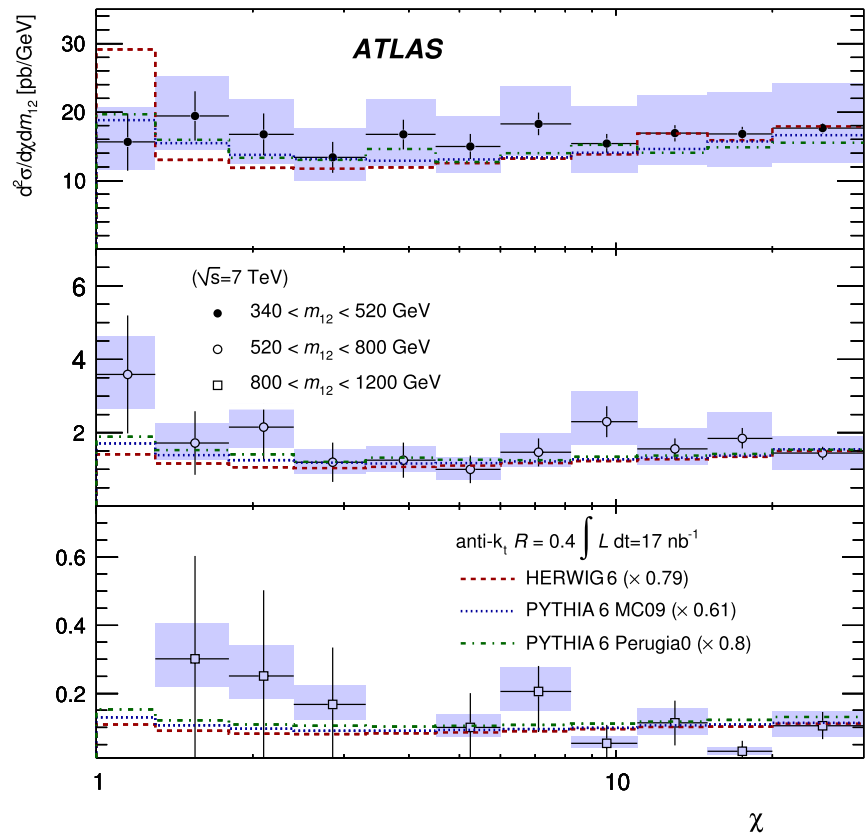 ATLAS
d²σ/dχdm₁₂ [pb/GeV]
30
20
10
6
4
2
(√s=7 TeV)
340 < m₁₂ < 520 GeV
520 < m₁₂ < 800 GeV
800 < m₁₂ < 1200 GeV
0.6
0.4
0.2
anti-kₜ R = 0.4 ∫ L dt=17 nb⁻¹
HERWIG 6 (× 0.79)
PYTHIA 6 MC09 (× 0.61)
PYTHIA 6 Perugia0 (× 0.8)
1 10
χ